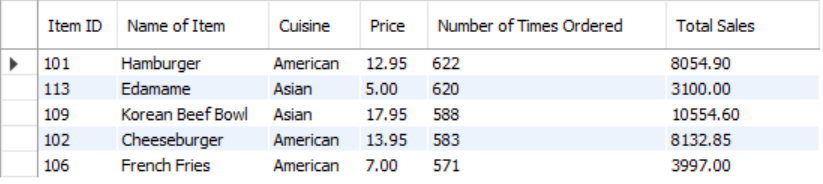 Item ID Name of Item Cuisine Price Number of Times Ordered Total Sales
101 Hamburger American 12.95 622 8054.90
113 Edamame Asian 5.00 620 3100.00
109 Korean Beef Bowl Asian 17.95 588 10554.60
102 Cheeseburger American 13.95 583 8132.85
106 French Fries American 7.00 571 3997.00